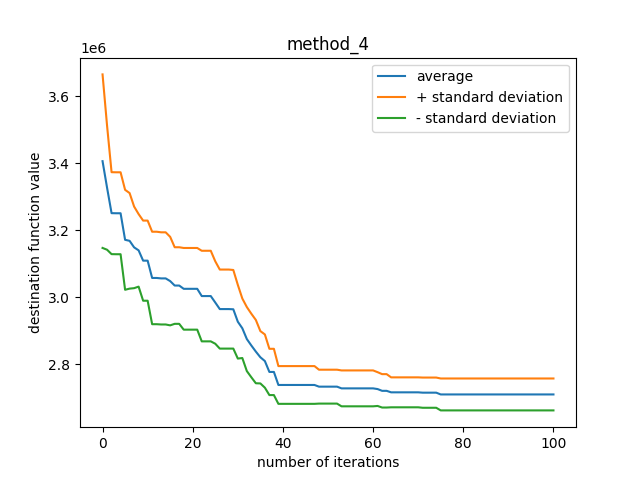 method_4
1e6
average
+ standard deviation
- standard deviation
destination function value
3.6
3.4
3.2
3.0
2.8
0 20 40 60 80 100
number of iterations